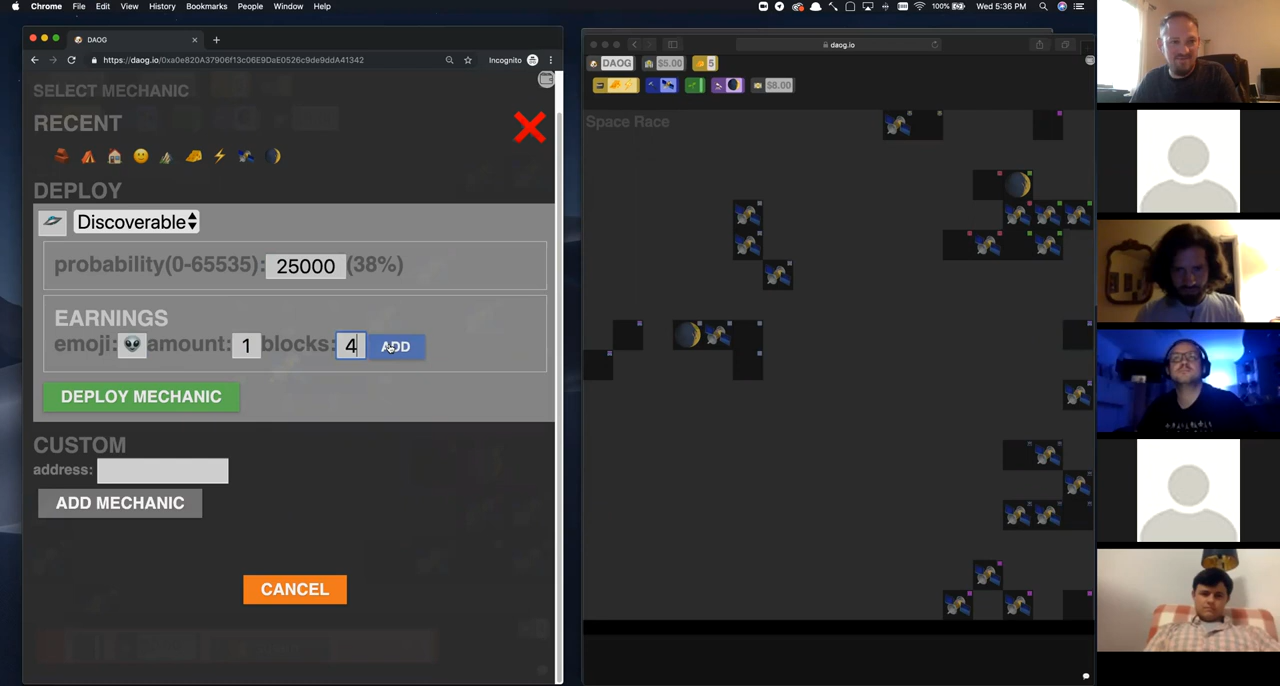 Chrome File Edit View History Bookmarks People Window Help
100% Wed 5:36 PM
DAOG
https://daog.io/0xa0e820A37906f13c06E9DaE0526c9de9ddA41342
Incognito
SELECT MECHANIC
RECENT
DEPLOY
Discoverable
probability(0-65535): 25000 (38%)
EARNINGS
emoji: amount: 1 blocks: 4 ADD
DEPLOY MECHANIC
CUSTOM
address:
ADD MECHANIC
CANCEL
daog.io
DAOG $5.00 5
$8.00
Space Race